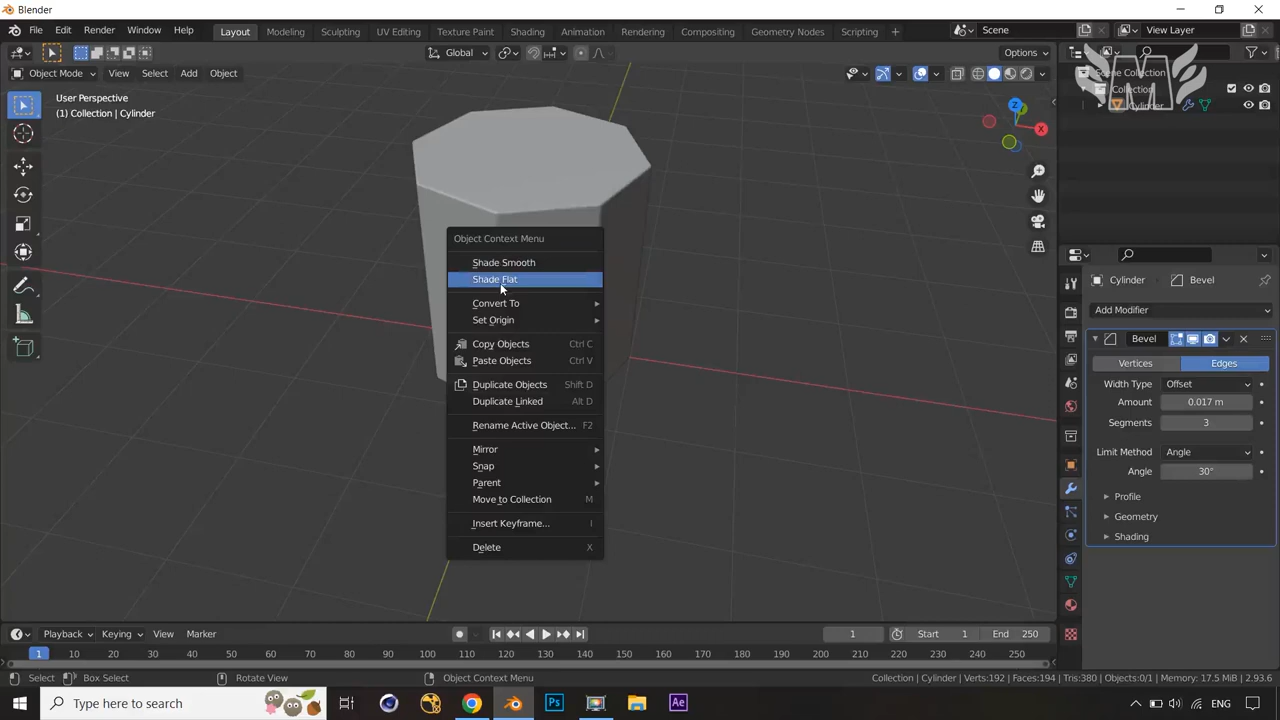 Blender
File Edit Render Window Help Layout Modeling Sculpting UV Editing Texture Paint Shading Animation Rendering Compositing Geometry Nodes Scripting + Scene View Layer
Global Options
Object Mode View Select Add Object
User Perspective
(1) Collection | Cylinder
Scene Collection
Collection
Cylinder
Z
X
Object Context Menu
Shade Smooth
Shade Flat
Convert To
Set Origin
Copy Objects Ctrl C
Paste Objects Ctrl V
Duplicate Objects Shift D
Duplicate Linked Alt D
Rename Active Object... F2
Mirror
Snap
Parent
Move to Collection M
Insert Keyframe... I
Delete X
Cylinder Bevel
Add Modifier
Bevel
Vertices Edges
Width Type Offset
Amount 0.017 m
Segments 3
Limit Method Angle
Angle 30°
Profile
Geometry
Shading
Playback Keying View Marker 1 Start 1 End 250
1 10 20 30 40 50 60 70 80 90 100 110 120 130 140 150 160 170 180 190 200 210 220 230 240 250
Select Box Select Rotate View Object Context Menu Collection | Cylinder | Verts:192 | Faces:194 | Tris:380 | Objects:0/1 | Memory: 17.5 MiB | 2.93.6
Type here to search Ps Ae ENG